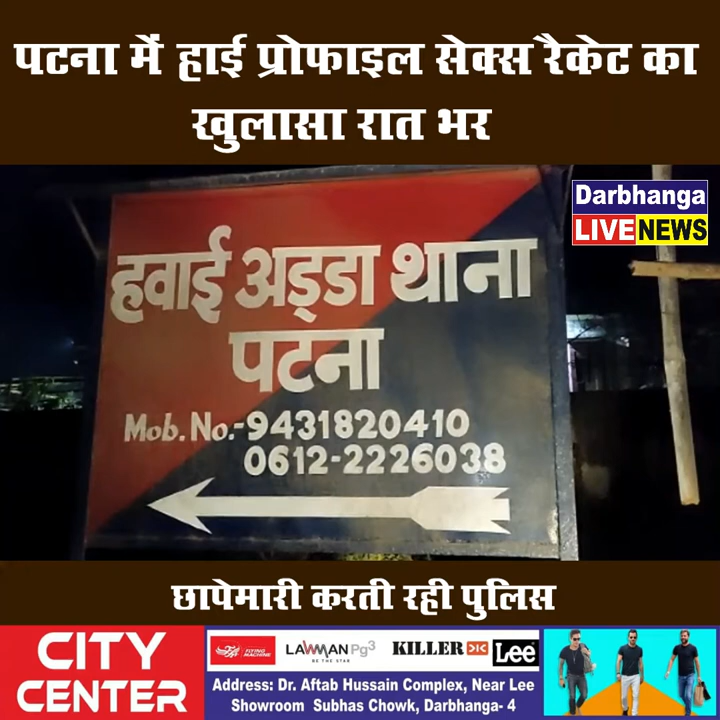 पटना में हाई प्रोफाइल सेक्स रैकेट का
खुलासा रात भर
Darbhanga
LIVE NEWS
हवाई अड्डा थाना
पटना
Mob. No.-9431820410
0612-2226038
छापेमारी करती रही पुलिस
CITY
CENTER
FLYING
MACHINE
LAWMAN Pg3
BE THE STAR
KILLER
Lee
Address: Dr. Aftab Hussain Complex, Near Lee
Showroom Subhas Chowk, Darbhanga- 4